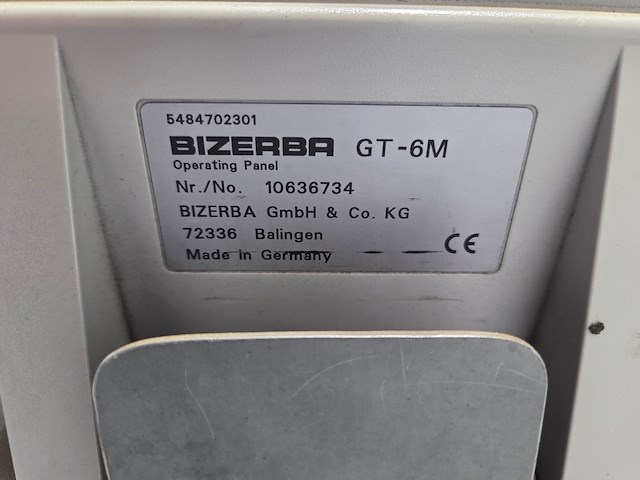 5484702301
BIZERBA GT-6M
Operating Panel
Nr./No. 10636734
BIZERBA GmbH & Co. KG
72336 Balingen
Made in Germany
CE